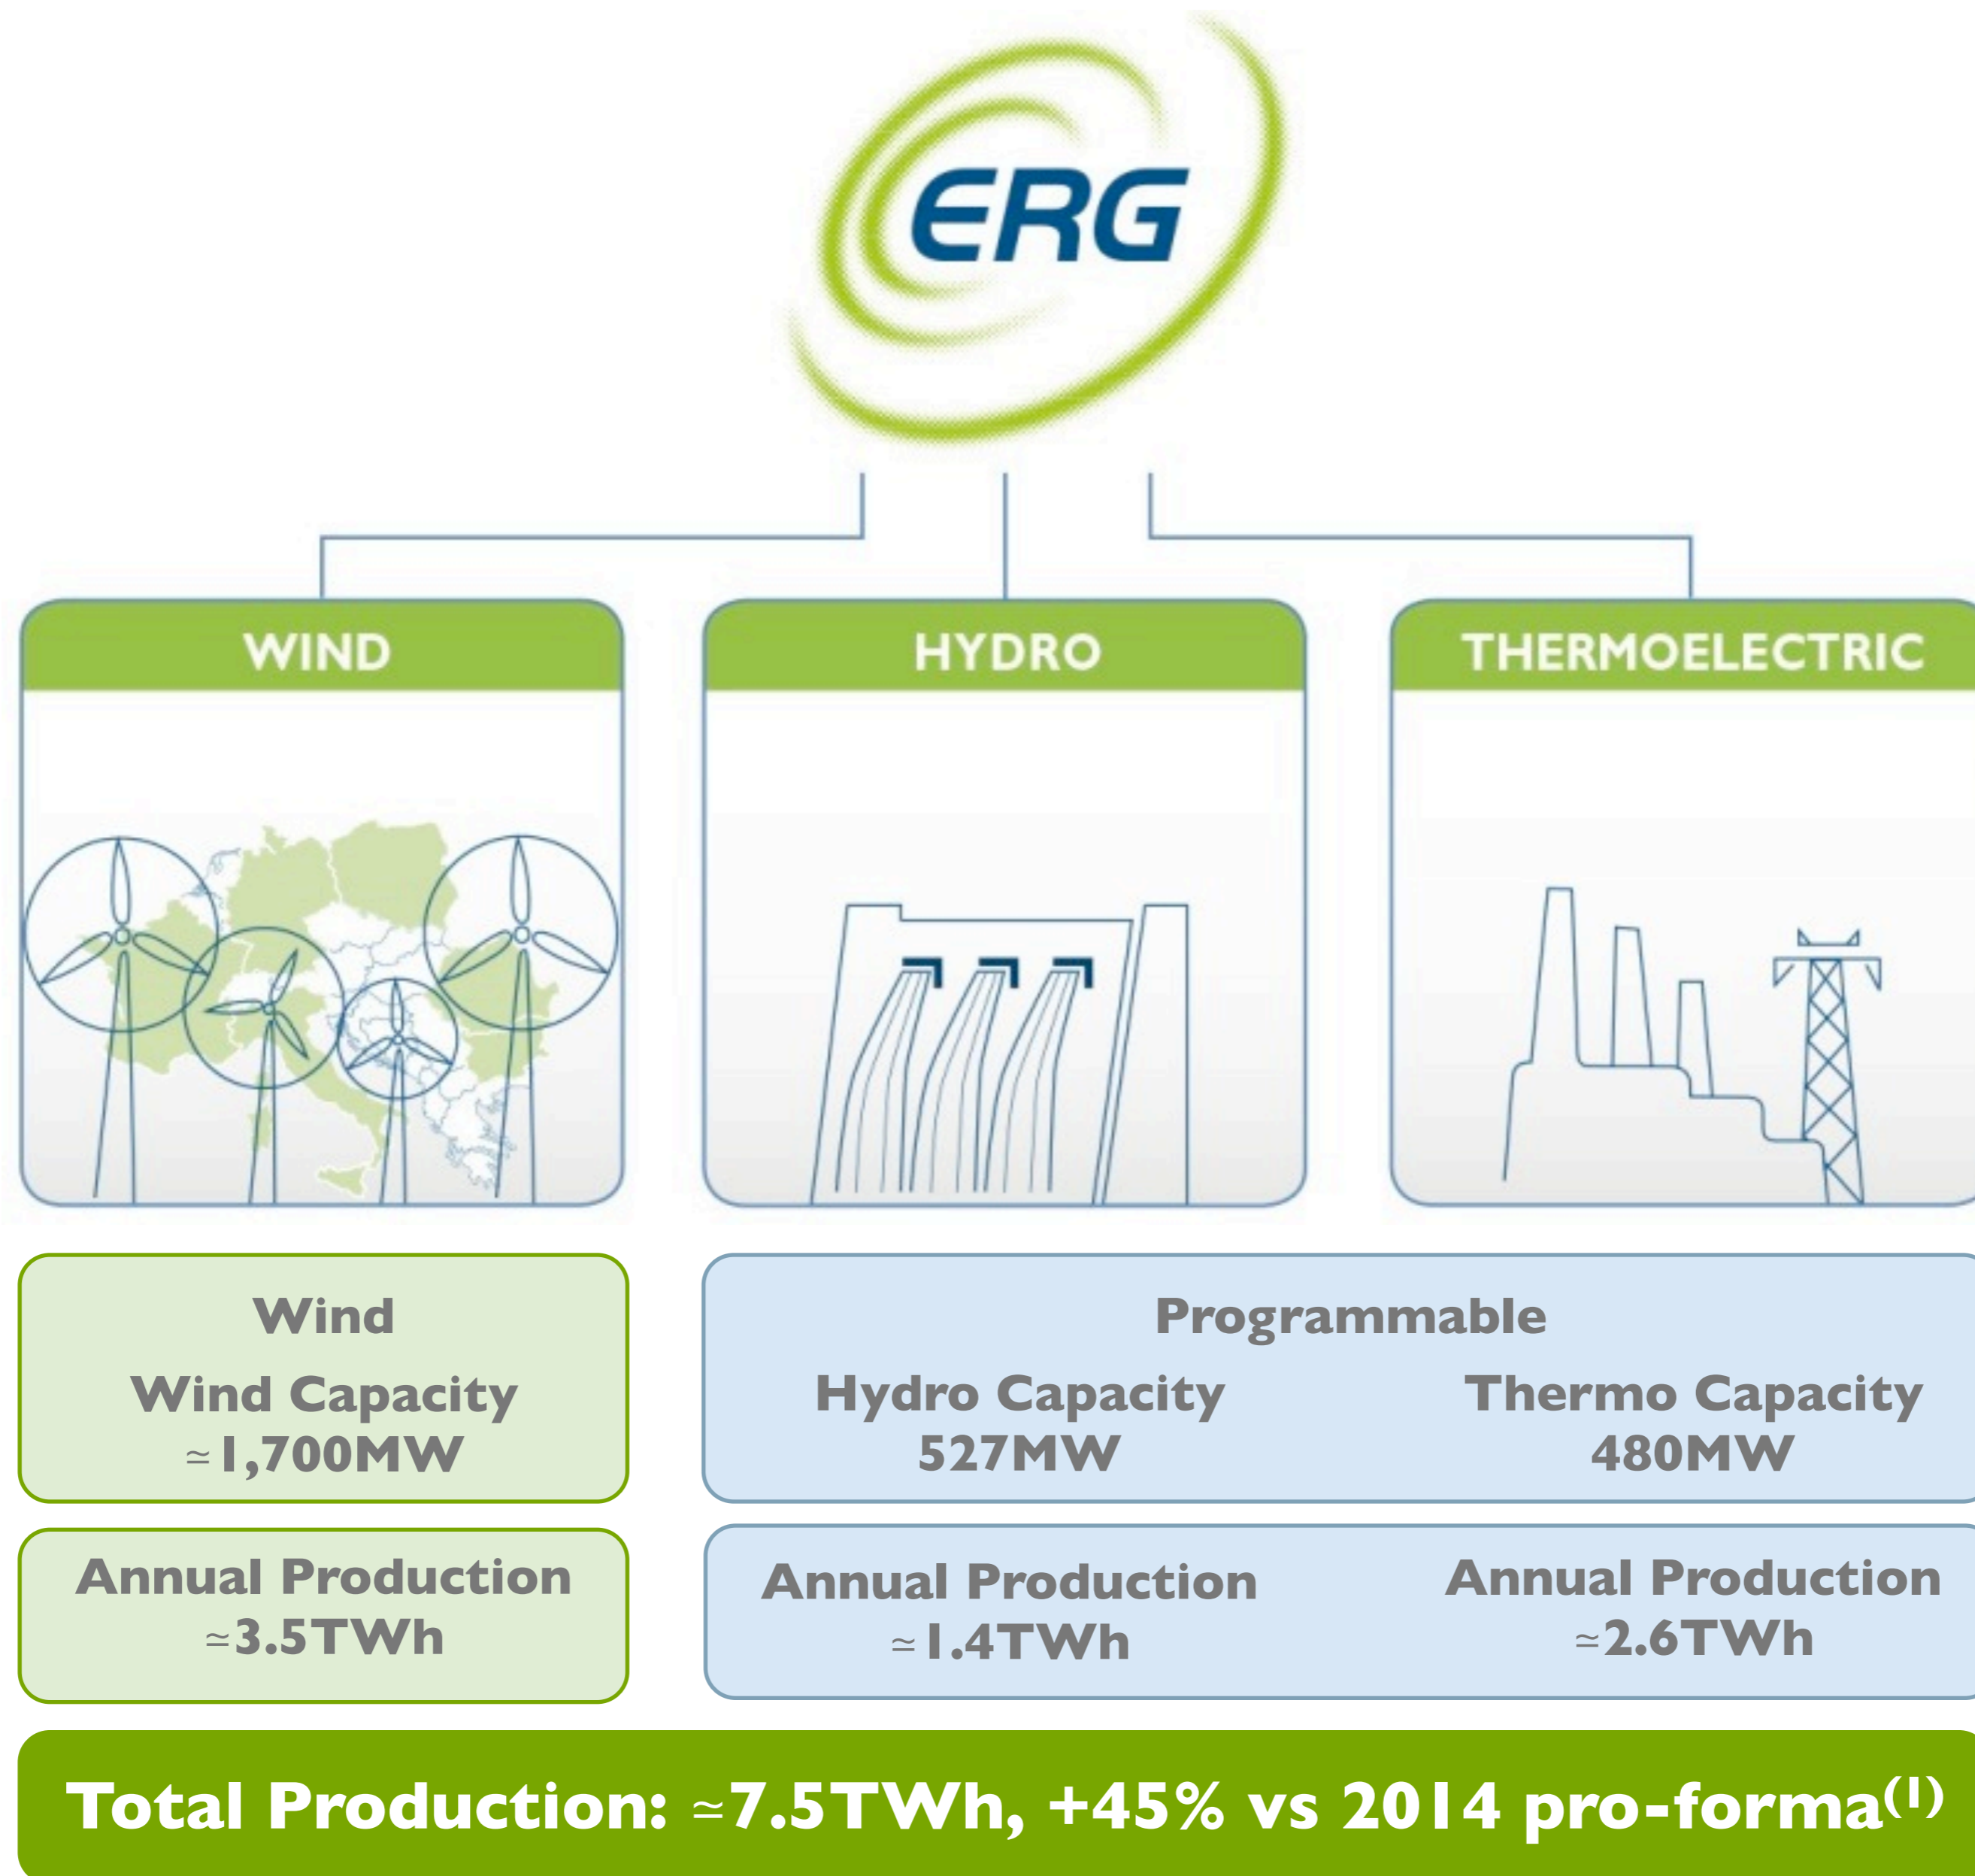 ERG
WIND
HYDRO
THERMOELECTRIC
Wind
Wind Capacity
≃1,700MW
Programmable
Hydro Capacity
527MW
Thermo Capacity
480MW
Annual Production
≃3.5TWh
Annual Production
≃1.4TWh
Annual Production
≃2.6TWh
Total Production: ≃7.5TWh, +45% vs 2014 pro-forma(1)